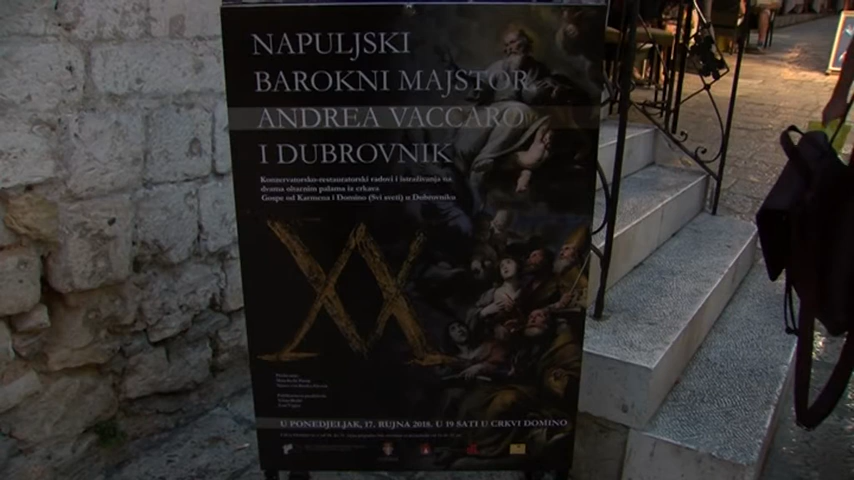 NAPULJSKI
BAROKNI MAJSTOR
ANDREA VACCARO
I DUBROVNIK
Konzervatorsko-restauratorski radovi i istraživanja na
dvama oltarnim palama iz crkava
Gospe od Karmena i Domino (Svi sveti) u Dubrovniku
U PONEDJELJAK, 17. RUJNA 2018. U 19 SATI U CRKVI DOMINO